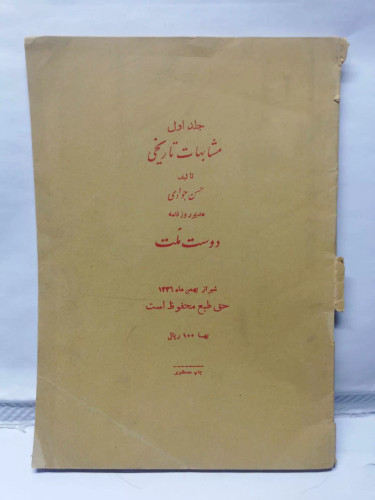 جلد اول
مشابهات تاریخی
تألیف
حسن جوادی
مدیر روزنامه
دوست ملت
شیراز بهمن ماه ۱۳۳۶
حق طبع محفوظ است
بها ۱۰۰ ریال
چاپ مصطفوی